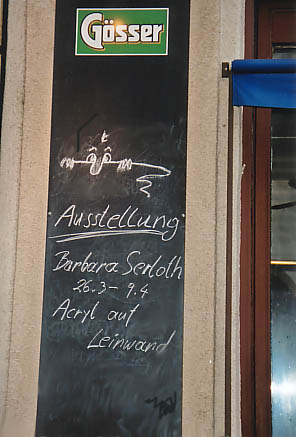 Gösser
Ausstellung
Barbara Serloth
26.3 - 9.4
Acryl auf
Leinwand